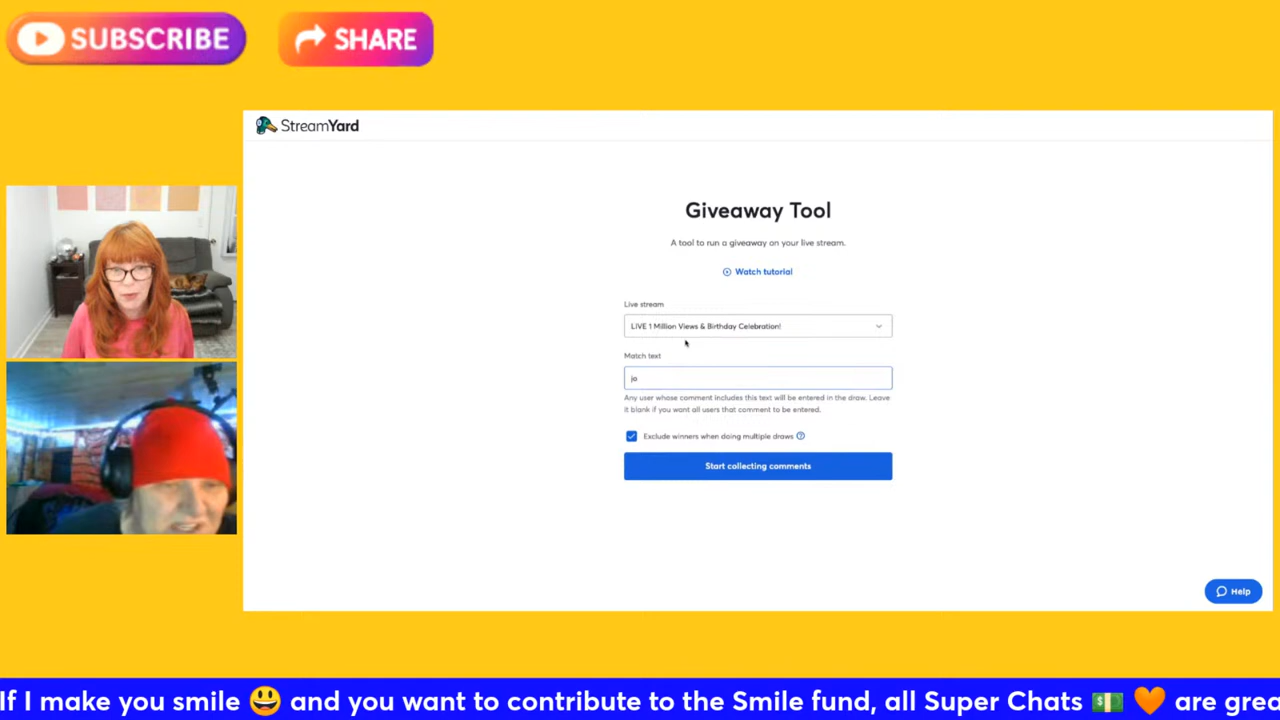 SUBSCRIBE
SHARE
StreamYard
Giveaway Tool
A tool to run a giveaway on your live stream.
Watch tutorial
Live stream
LIVE 1 Million Views & Birthday Celebration!
Match text
jo
Any user whose comment includes this text will be entered in the draw. Leave
it blank if you want all users that comment to be entered.
Exclude winners when doing multiple draws
Start collecting comments
Help
If I make you smile 😃 and you want to contribute to the Smile fund, all Super Chats 💵 🧡 are grea